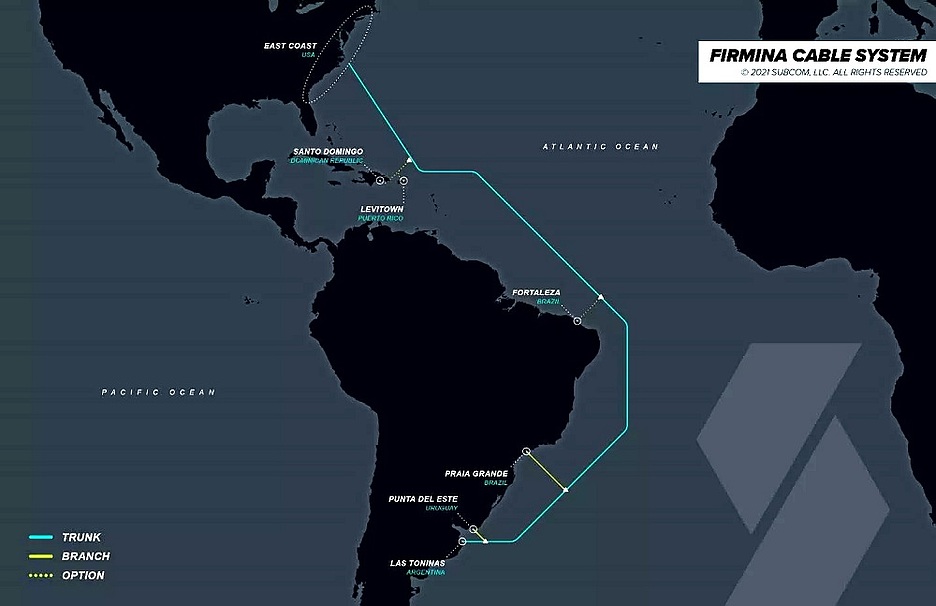 FIRMINA CABLE SYSTEM
© 2021 SUBCOM, LLC. ALL RIGHTS RESERVED
EAST COAST
USA
ATLANTIC OCEAN
SANTO DOMINGO
DOMINICAN REPUBLIC
LEVITOWN
PUERTO RICO
FORTALEZA
BRAZIL
PACIFIC OCEAN
PRAIA GRANDE
BRAZIL
PUNTA DEL ESTE
URUGUAY
LAS TONINAS
ARGENTINA
TRUNK
BRANCH
OPTION